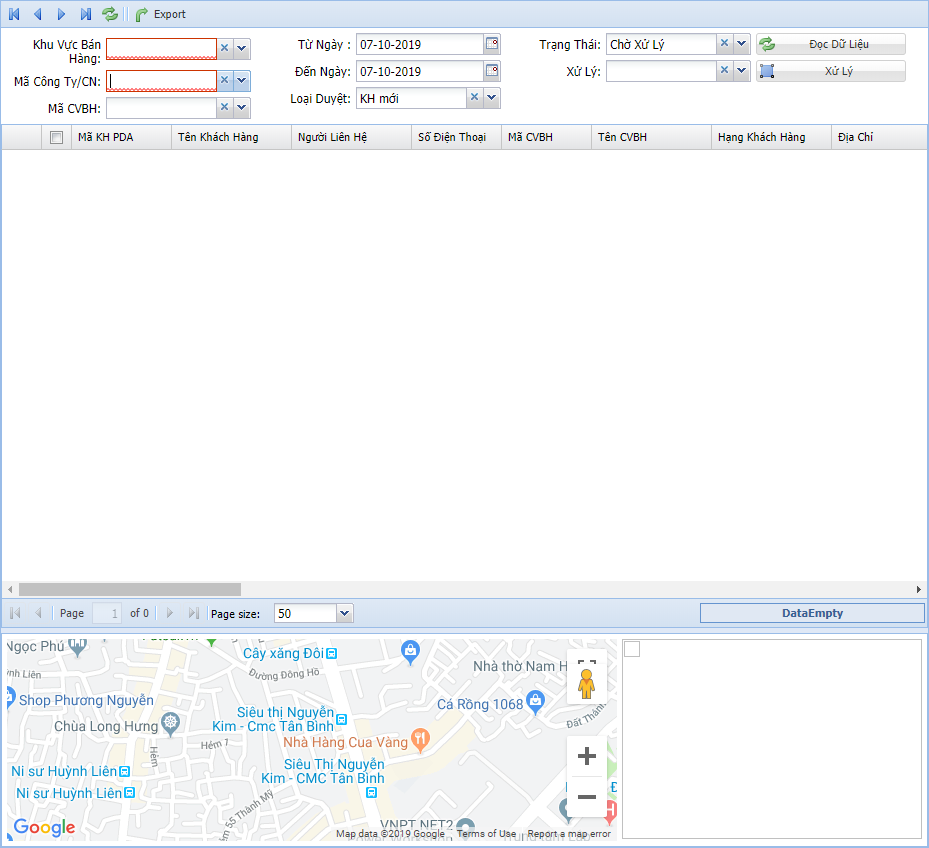 Export
Khu Vực Bán
Hàng:
Từ Ngày :
07-10-2019
Trạng Thái:
Chờ Xử Lý
Đọc Dữ Liệu
Mã Công Ty/CN:
Đến Ngày:
07-10-2019
Xử Lý:
Xử Lý
Mã CVBH:
Loại Duyệt:
KH mới
Mã KH PDA
Tên Khách Hàng
Người Liên Hệ
Số Điện Thoại
Mã CVBH
Tên CVBH
Hạng Khách Hàng
Địa Chỉ
Page
1
of 0
Page size:
50
DataEmpty
Ngọc Phú
Cây xăng Đôi
Đường Đông Hồ
Nhà thờ Nam H
Shop Phương Nguyễn
Cá Rồng 1068
Đất Thánh
Siêu thị Nguyễn
Kim - Cmc Tân Bình
Chùa Long Hưng
Hẻm 1
Nhà Hàng Cua Vàng
Hẻm
Siêu Thị Nguyễn
Kim - CMC Tân Bình
Ni sư Huỳnh Liên
Ni sư Huỳnh Liên
Hẻm 55 Thành Mỹ
VNPT NET2
Google
Map data ©2019 Google
Terms of Use
Report a map error